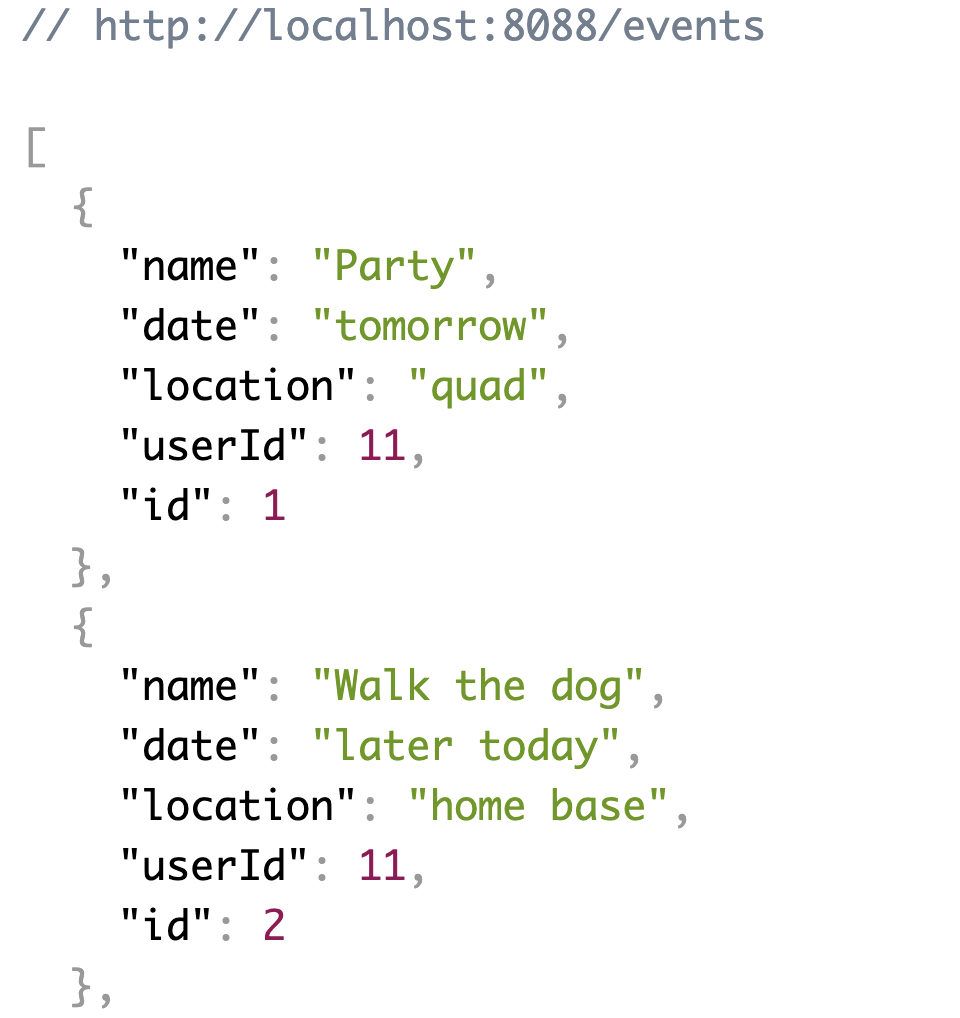 // http://localhost:8088/events
[
{
"name": "Party",
"date": "tomorrow",
"location": "quad",
"userId": 11,
"id": 1
},
{
"name": "Walk the dog",
"date": "later today",
"location": "home base",
"userId": 11,
"id": 2
},